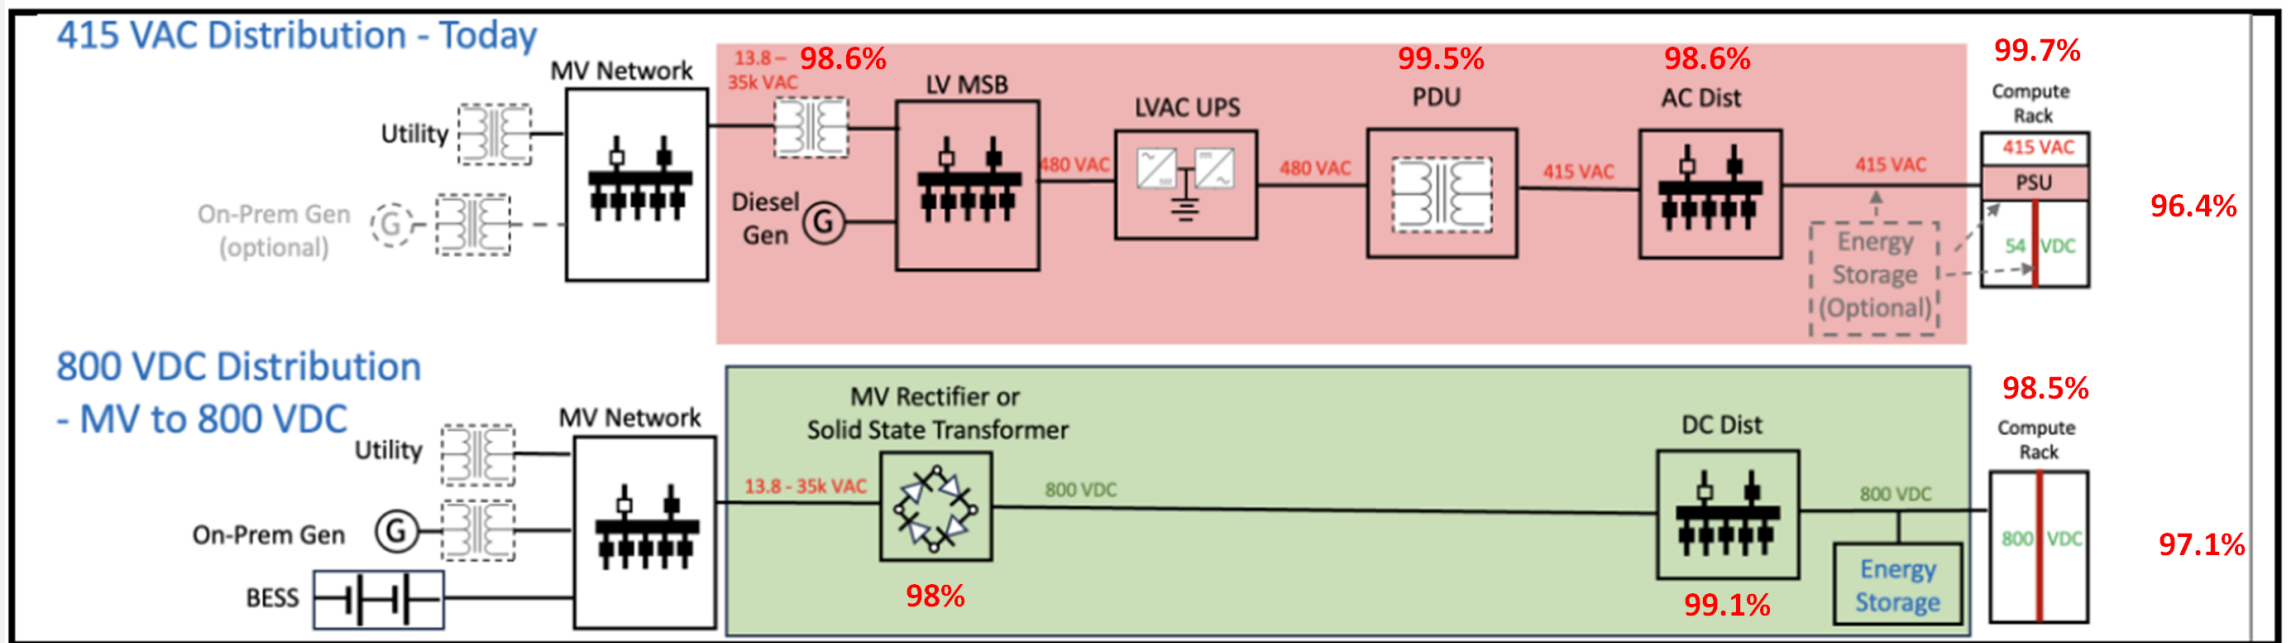 415 VAC Distribution - Today
MV Network
13.8 –
35k VAC
98.6%
LV MSB
LVAC UPS
99.5%
PDU
98.6%
AC Dist
99.7%
Compute
Rack
Utility
480 VAC
480 VAC
415 VAC
415 VAC
415 VAC
PSU
On-Prem Gen
(optional)
G
Diesel
Gen
G
Energy
Storage
(Optional)
54 VDC
96.4%
800 VDC Distribution
- MV to 800 VDC
MV Network
Utility
On-Prem Gen
G
BESS
MV Rectifier or
Solid State Transformer
13.8 - 35k VAC
800 VDC
98%
DC Dist
99.1%
800 VDC
Energy
Storage
98.5%
Compute
Rack
800 VDC
97.1%